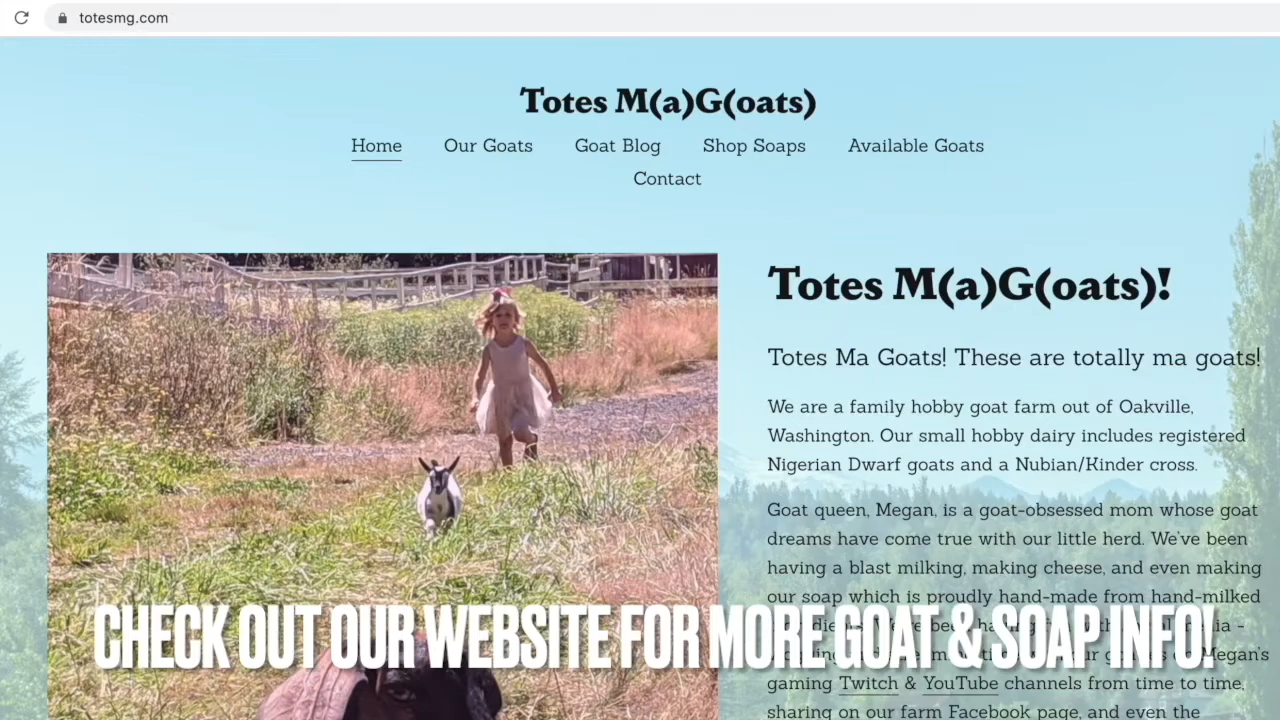 totesmg.com
Totes M(a)G(oats)
Home Our Goats Goat Blog Shop Soaps Available Goats
Contact
Totes M(a)G(oats)!
Totes Ma Goats! These are totally ma goats!
We are a family hobby goat farm out of Oakville,
Washington. Our small hobby dairy includes registered
Nigerian Dwarf goats and a Nubian/Kinder cross.
Goat queen, Megan, is a goat-obsessed mom whose goat
dreams have come true with our little herd. We've been
having a blast milking, making cheese, and even making
our soap which is proudly hand-made from hand-milked
CHECK OUT OUR WEBSITE FOR MORE GOAT & SOAP INFO!
Megan's
gaming Twitch & YouTube channels from time to time,
sharing on our farm Facebook page, and even the